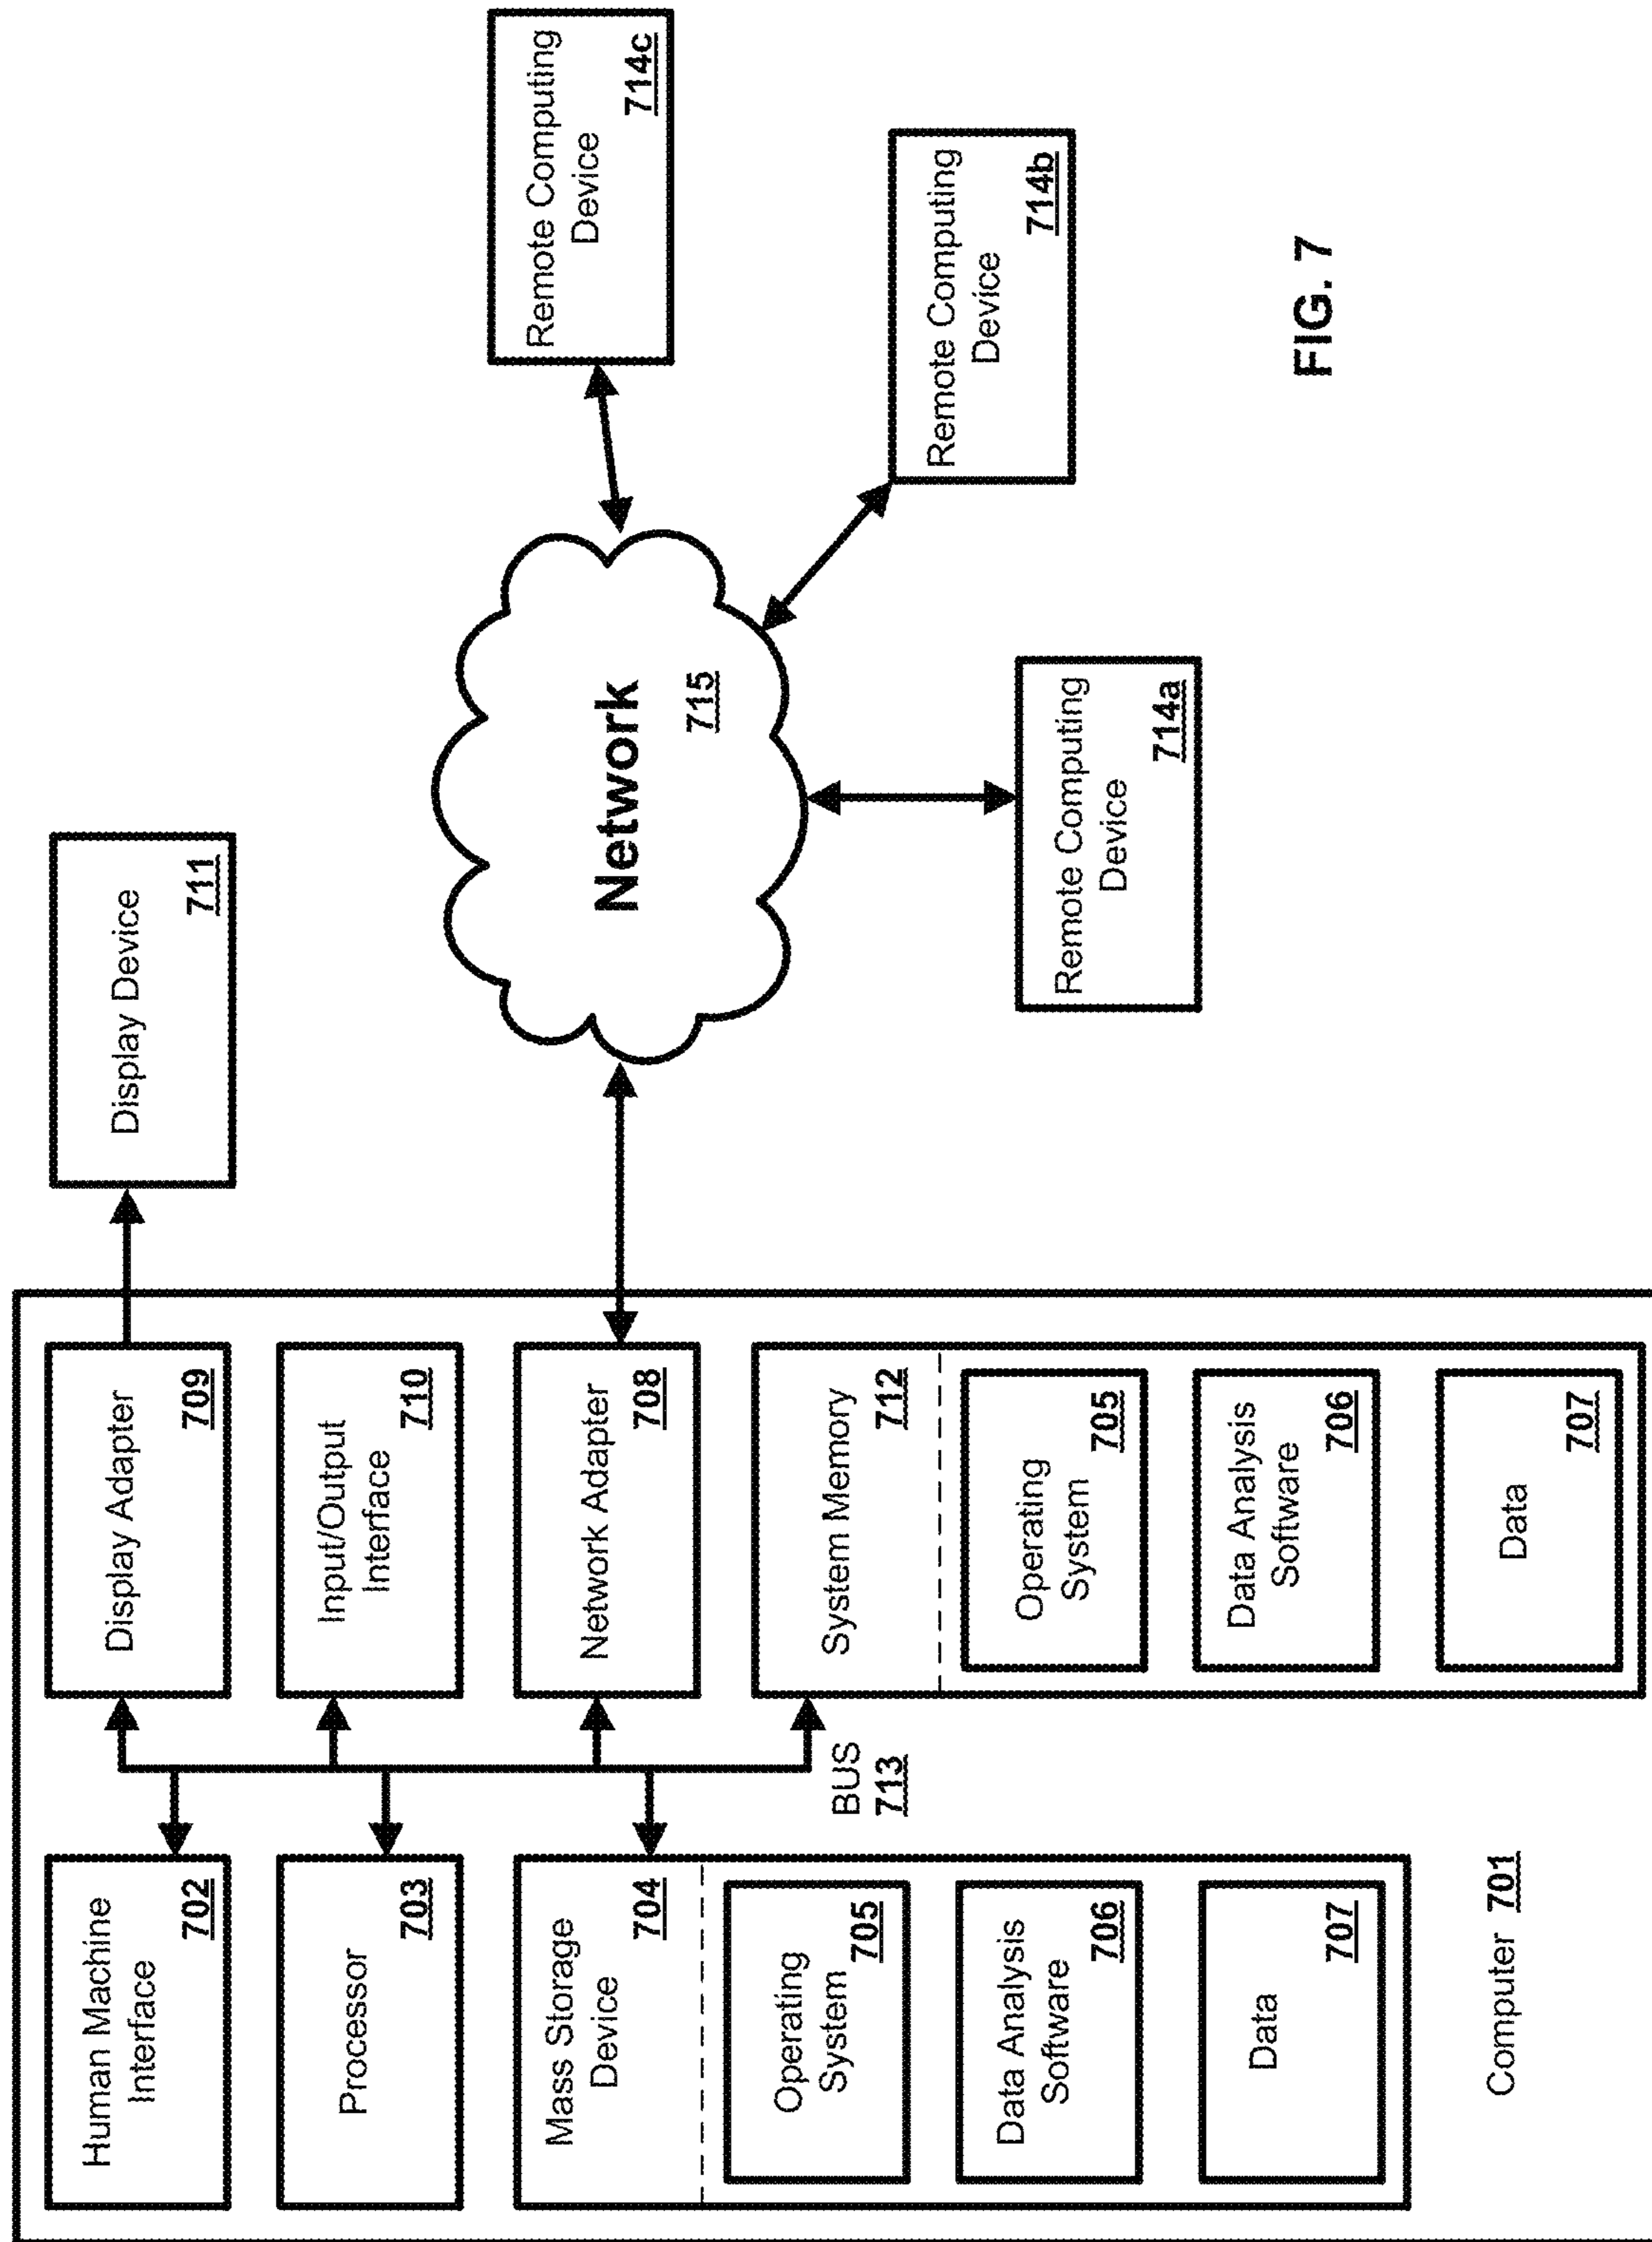 Human Machine
Interface
702
Processor
703
Mass Storage
Device
704
Operating
System
705
Data Analysis
Software
706
Data
707
Computer 701
BUS
713
Display Adapter
709
Input/Output
Interface
710
Network Adapter
708
System Memory
712
Operating
System
705
Data Analysis
Software
706
Data
707
Display Device
711
Network
715
Remote Computing
Device
714a
Remote Computing
Device
714b
Remote Computing
Device
714c
FIG. 7